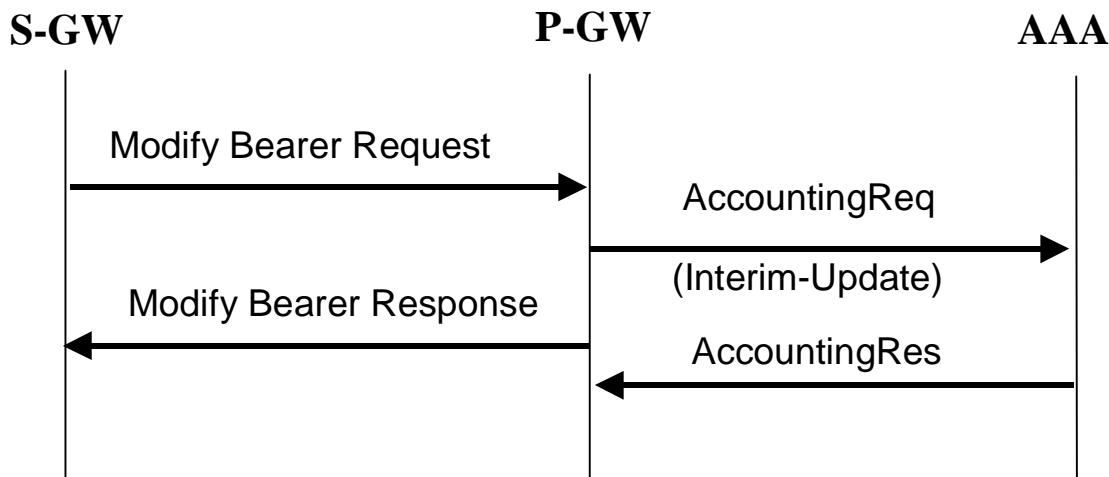 S-GW
P-GW
AAA
Modify Bearer Request
AccountingReq
(Interim-Update)
Modify Bearer Response
AccountingRes